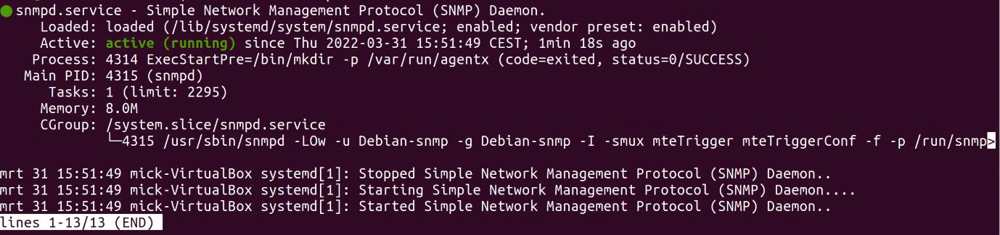 ● snmpd.service - Simple Network Management Protocol (SNMP) Daemon.
     Loaded: loaded (/lib/systemd/system/snmpd.service; enabled; vendor preset: enabled)
     Active: active (running) since Thu 2022-03-31 15:51:49 CEST; 1min 18s ago
    Process: 4314 ExecStartPre=/bin/mkdir -p /var/run/agentx (code=exited, status=0/SUCCESS)
   Main PID: 4315 (snmpd)
      Tasks: 1 (limit: 2295)
     Memory: 8.0M
     CGroup: /system.slice/snmpd.service
             └─4315 /usr/sbin/snmpd -LOw -u Debian-snmp -g Debian-snmp -I -smux mteTrigger mteTriggerConf -f -p /run/snmp>
mrt 31 15:51:49 mick-VirtualBox systemd[1]: Stopped Simple Network Management Protocol (SNMP) Daemon..
mrt 31 15:51:49 mick-VirtualBox systemd[1]: Starting Simple Network Management Protocol (SNMP) Daemon....
mrt 31 15:51:49 mick-VirtualBox systemd[1]: Started Simple Network Management Protocol (SNMP) Daemon..
lines 1-13/13 (END)